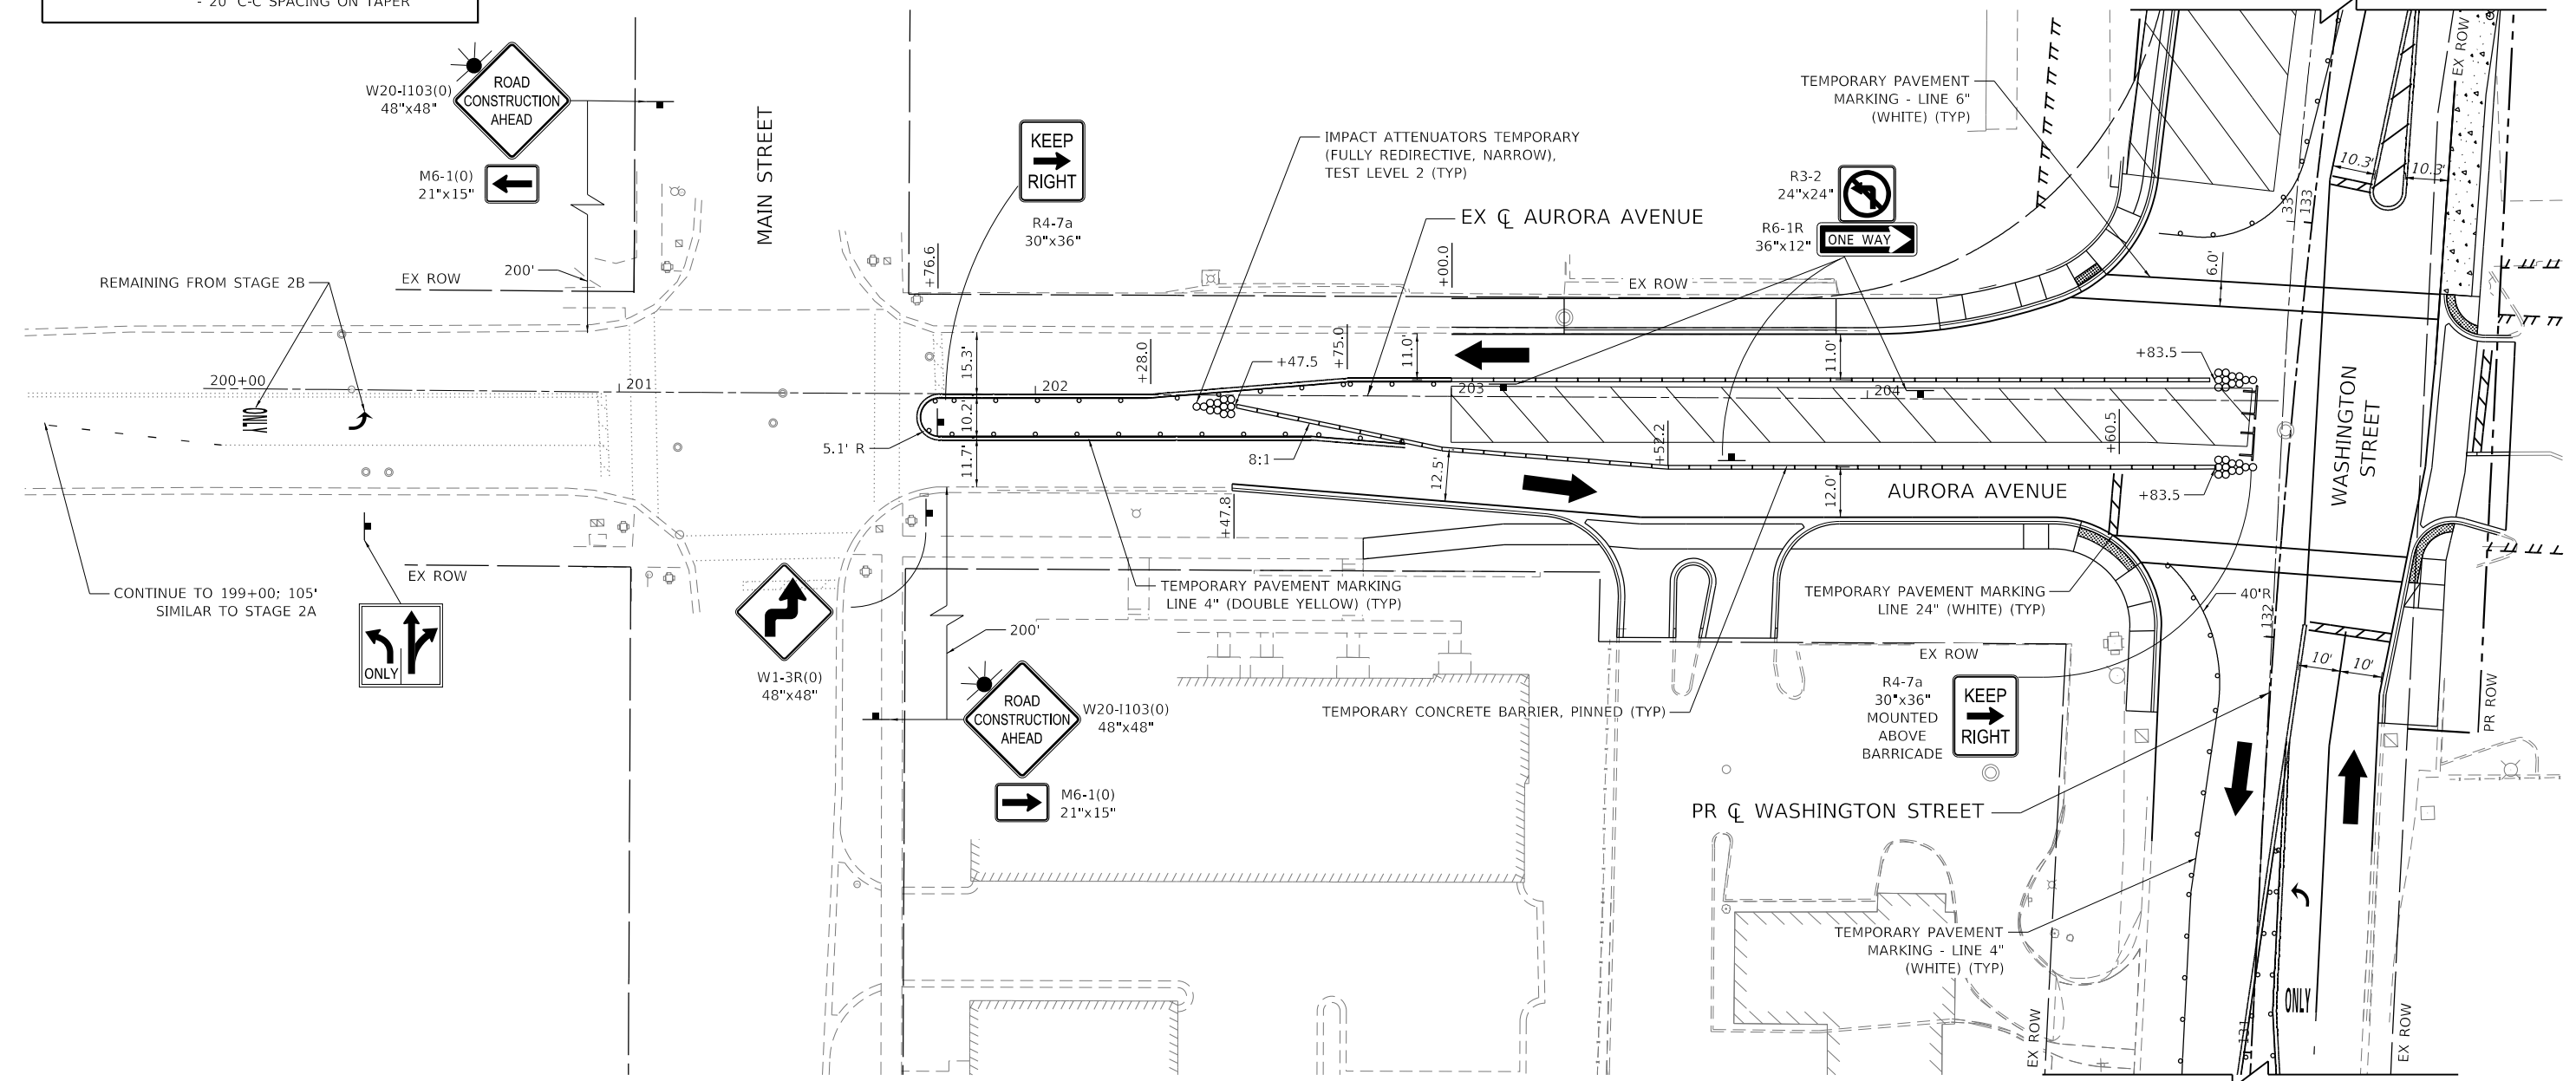 - 20' C-C SPACING ON TAPER
W20-I103(0)
48"x48"
ROAD
CONSTRUCTION
AHEAD
M6-1(0)
21"x15"
MAIN STREET
KEEP
RIGHT
R4-7a
30"x36"
IMPACT ATTENUATORS TEMPORARY
(FULLY REDIRECTIVE, NARROW),
TEST LEVEL 2 (TYP)
EX ℄ AURORA AVENUE
R3-2
24"x24"
R6-1R
36"x12"
ONE WAY
TEMPORARY PAVEMENT
MARKING - LINE 6"
(WHITE) (TYP)
EX ROW
10.3'
10.3'
33
133
6.0'
REMAINING FROM STAGE 2B
EX ROW
200'
+76.6
+00.0
EX ROW
200+00
201
202
203
204
ONLY
15.3'
10.2'
11.7'
+28.0
+47.5
+75.0
11.0'
11.0'
+83.5
5.1' R
8:1
12.5'
+52.2
12.0'
+60.5
+83.5
+47.8
AURORA AVENUE
WASHINGTON
STREET
CONTINUE TO 199+00; 105'
SIMILAR TO STAGE 2A
EX ROW
ONLY
W1-3R(0)
48"x48"
TEMPORARY PAVEMENT MARKING
LINE 4" (DOUBLE YELLOW) (TYP)
200'
ROAD
CONSTRUCTION
AHEAD
W20-I103(0)
48"x48"
M6-1(0)
21"x15"
TEMPORARY CONCRETE BARRIER, PINNED (TYP)
TEMPORARY PAVEMENT MARKING
LINE 24" (WHITE) (TYP)
40'R
132
EX ROW
R4-7a
30"x36"
MOUNTED
ABOVE
BARRICADE
KEEP
RIGHT
10'
10'
PR ROW
PR ℄ WASHINGTON STREET
TEMPORARY PAVEMENT
MARKING - LINE 4"
(WHITE) (TYP)
ONLY
EX ROW
131
EX ROW